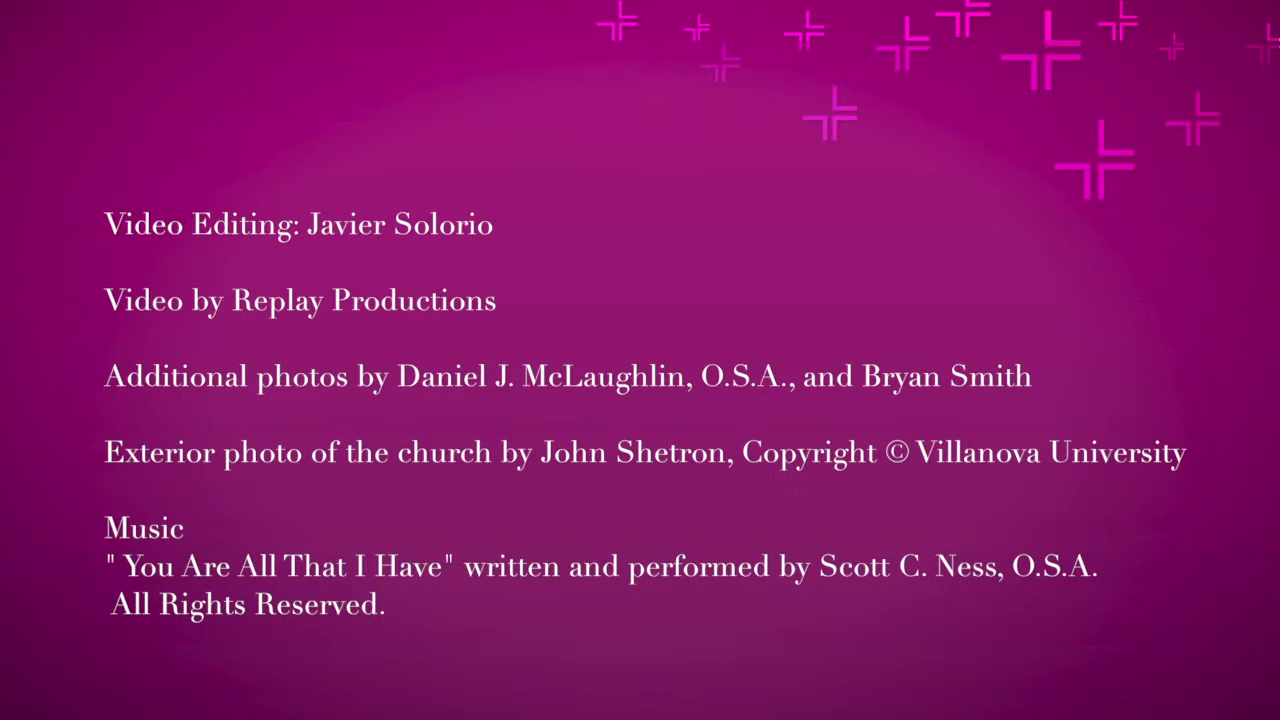 Video Editing: Javier Solorio
Video by Replay Productions
Additional photos by Daniel J. McLaughlin, O.S.A., and Bryan Smith
Exterior photo of the church by John Shetron, Copyright © Villanova University
Music
" You Are All That I Have" written and performed by Scott C. Ness, O.S.A.
All Rights Reserved.